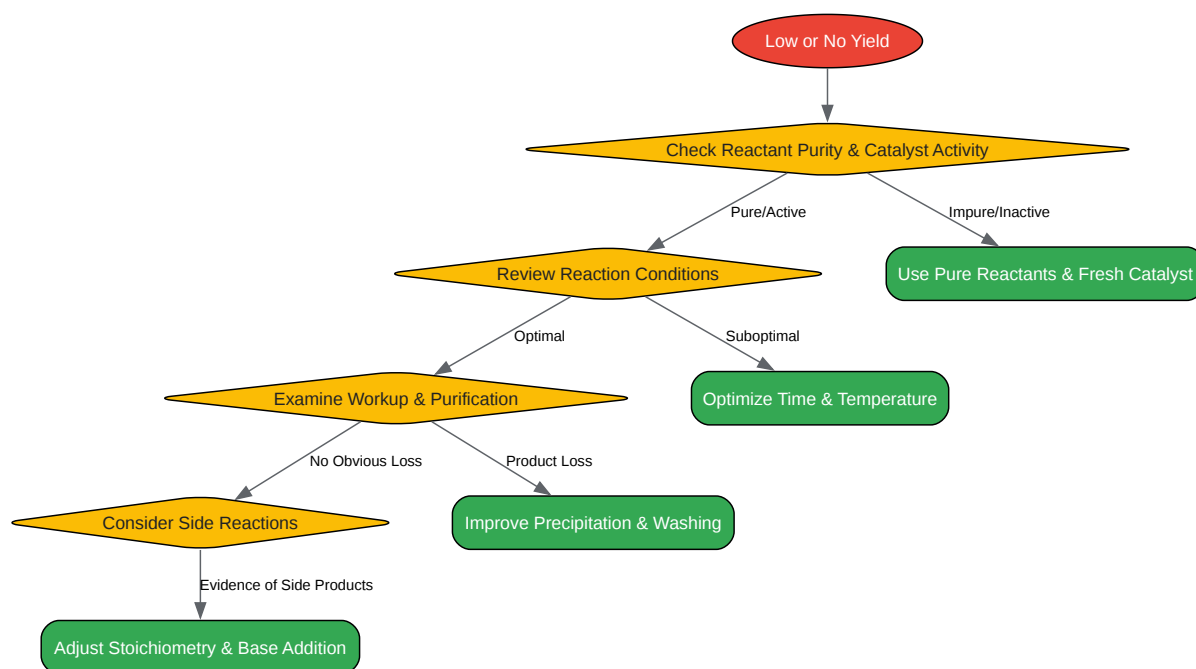 Low or No Yield
Check Reactant Purity & Catalyst Activity
Pure/Active
Impure/Inactive
Review Reaction Conditions
Use Pure Reactants & Fresh Catalyst
Optimal
Suboptimal
Examine Workup & Purification
Optimize Time & Temperature
No Obvious Loss
Product Loss
Consider Side Reactions
Improve Precipitation & Washing
Evidence of Side Products
Adjust Stoichiometry & Base Addition